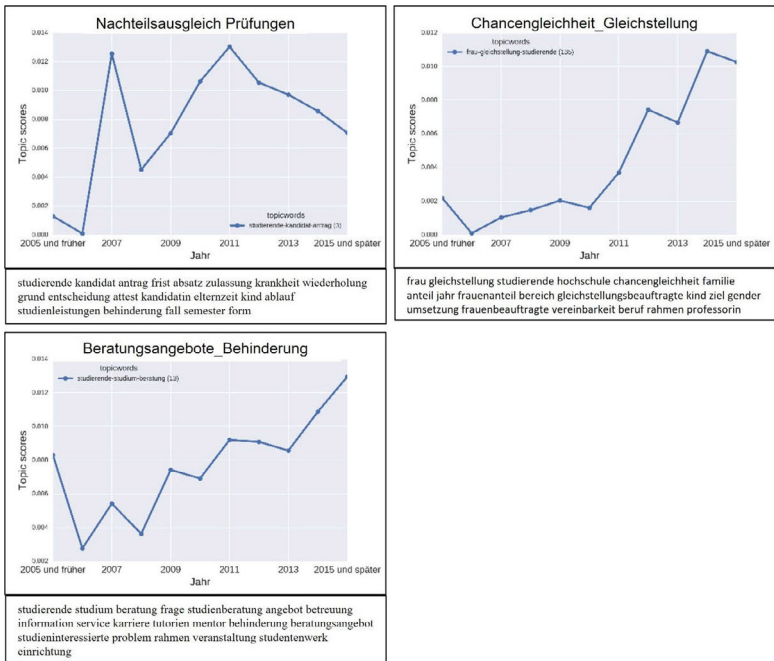 Nachteilsausgleich Prüfungen
0.014
0.012
0.010
0.008
0.006
0.004
0.002
0.000
Topic scores
topicwords
studierende-kandidat-antrag (3)
2005 und früher 2007 2009 2011 2013 2015 und später
Jahr
studierende kandidat antrag frist absatz zulassung krankheit wiederholung
grund entscheidung attest kandidatin elternzeit kind ablauf
studienleistungen behinderung fall semester form
Chancengleichheit_Gleichstellung
0.012
0.010
0.008
0.006
0.004
0.002
0.000
Topic scores
topicwords
frau-gleichstellung-studierende (135)
2005 und früher 2007 2009 2011 2013 2015 und später
Jahr
frau gleichstellung studierende hochschule chancengleichheit familie
anteil jahr frauenanteil bereich gleichstellungsbeauftragte kind ziel gender
umsetzung frauenbeauftragte vereinbarkeit beruf rahmen professorin
Beratungsangebote_Behinderung
0.014
0.012
0.010
0.008
0.006
0.004
0.002
Topic scores
topicwords
studierende-studium-beratung (13)
2005 und früher 2007 2009 2011 2013 2015 und später
Jahr
studierende studium beratung frage studienberatung angebot betreuung
information service karriere tutorien mentor behinderung beratungsangebot
studieninteressierte problem rahmen veranstaltung studentenwerk
einrichtung